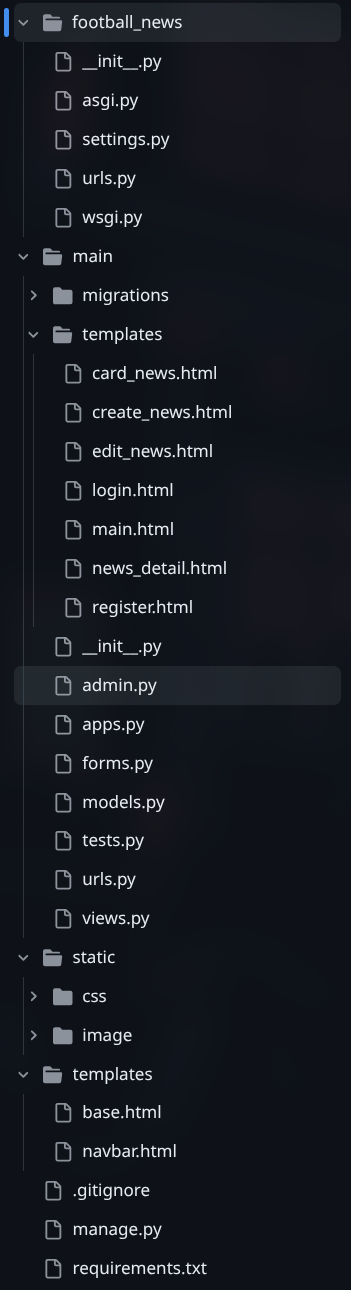 football_news
__init__.py
asgi.py
settings.py
urls.py
wsgi.py
main
migrations
templates
card_news.html
create_news.html
edit_news.html
login.html
main.html
news_detail.html
register.html
__init__.py
admin.py
apps.py
forms.py
models.py
tests.py
urls.py
views.py
static
css
image
templates
base.html
navbar.html
.gitignore
manage.py
requirements.txt